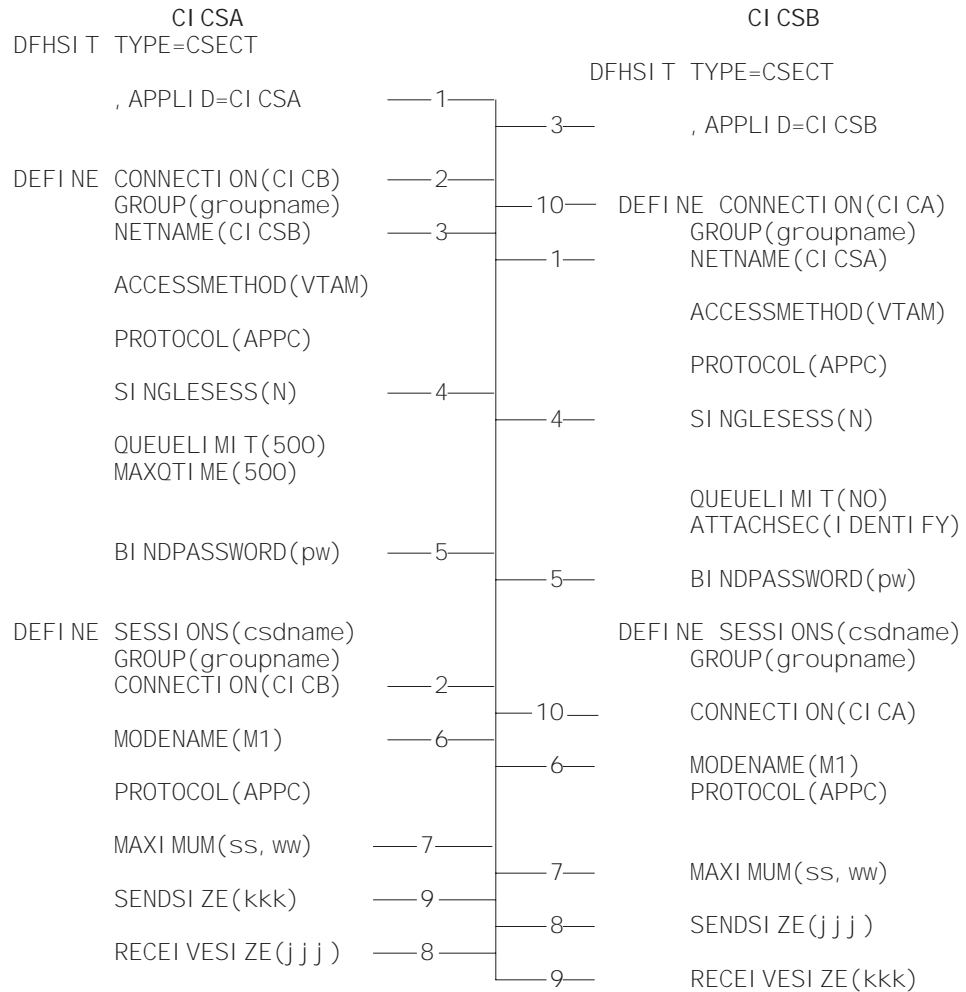 CICSA CICSB
DFHSIT TYPE=CSECT
DFHSIT TYPE=CSECT
,APPLID=CICSA 1
3 ,APPLID=CICSB
DEFINE CONNECTION(CICB) 2
10 DEFINE CONNECTION(CICA)
GROUP(groupname)
GROUP(groupname)
NETNAME(CICSB) 3
1 NETNAME(CICSA)
ACCESSMETHOD(VTAM)
ACCESSMETHOD(VTAM)
PROTOCOL(APPC)
PROTOCOL(APPC)
SINGLESESS(N) 4
4 SINGLESESS(N)
QUEUELIMIT(500)
MAXQTIME(500)
QUEUELIMIT(NO)
ATTACHSEC(IDENTIFY)
BINDPASSWORD(pw) 5
5 BINDPASSWORD(pw)
DEFINE SESSIONS(csdname) DEFINE SESSIONS(csdname)
GROUP(groupname) GROUP(groupname)
CONNECTION(CICB) 2
10 CONNECTION(CICA)
MODENAME(M1) 6
6 MODENAME(M1)
PROTOCOL(APPC) PROTOCOL(APPC)
MAXIMUM(ss,ww) 7
7 MAXIMUM(ss,ww)
SENDSIZE(kkk) 9
8 SENDSIZE(jjj)
RECEIVESIZE(jjj) 8
9 RECEIVESIZE(kkk)